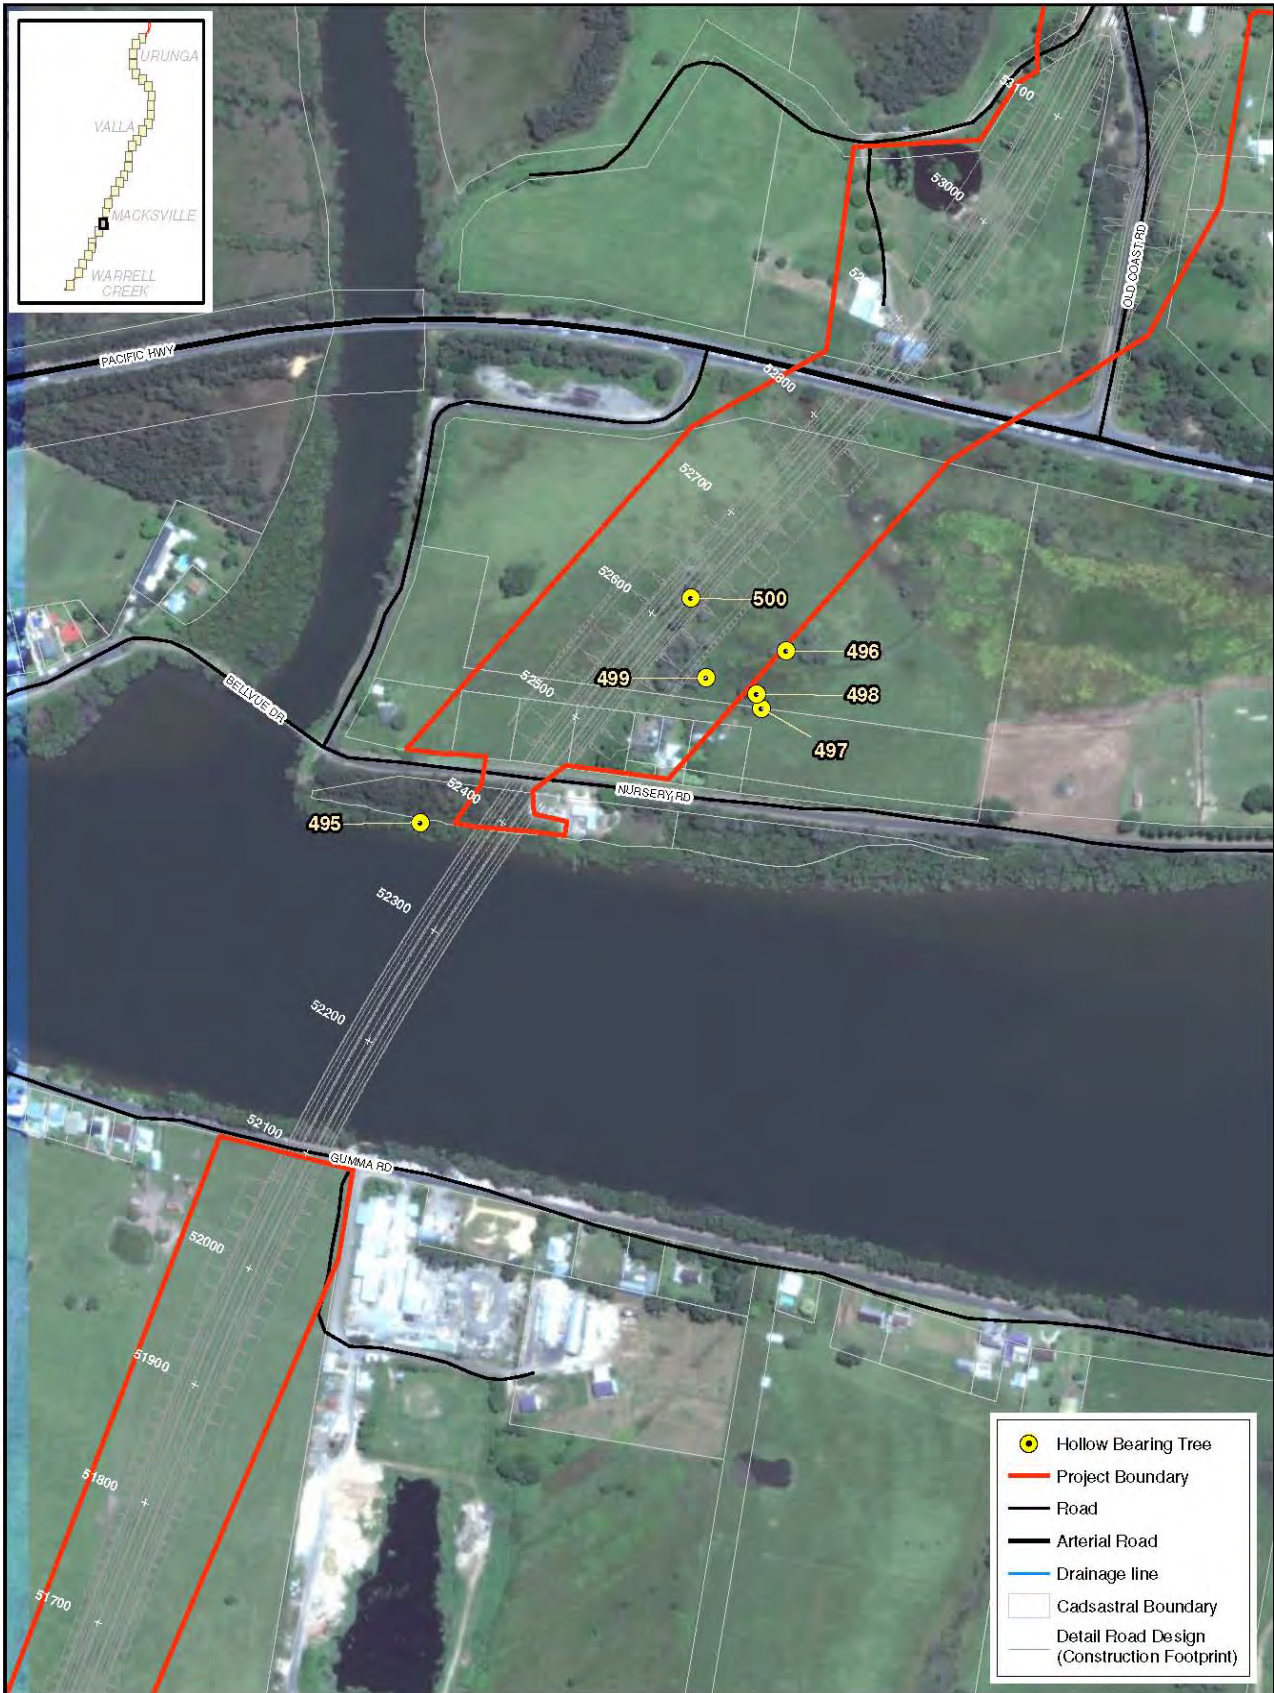 URUNGA
VALLA
MACKSVILLE
WARRELL
CREEK
53100
53000
52
OLD COAST RD
PACIFIC HWY
52800
52700
52600
500
496
499
498
52500
497
BELLVUE DR
52400
NURSERY RD
495
52300
52200
52100
GUMMA RD
52000
51900
51800
51700
Hollow Bearing Tree
Project Boundary
Road
Arterial Road
Drainage line
Cadsastral Boundary
Detail Road Design
(Construction Footprint)